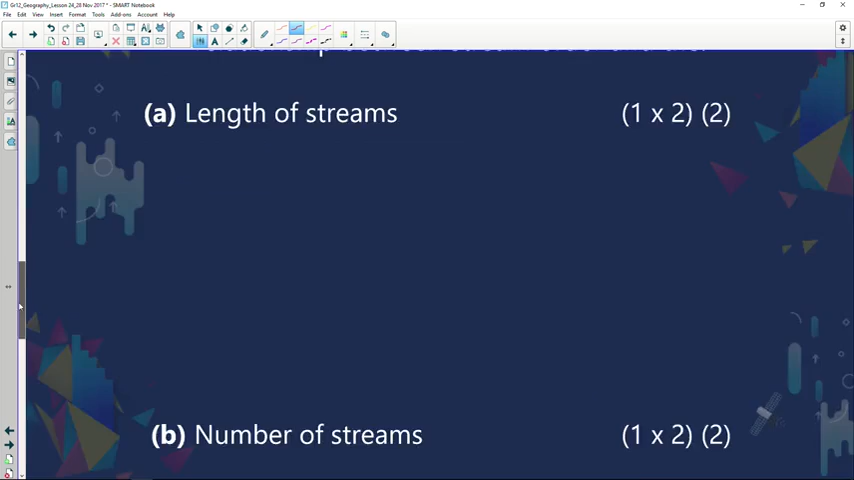 Gr12_Geography_Lesson 24_28 Nov 2017 * - SMART Notebook
File Edit View Insert Format Tools Add-ons Account Help
(a) Length of streams (1 x 2) (2)
(b) Number of streams (1 x 2) (2)